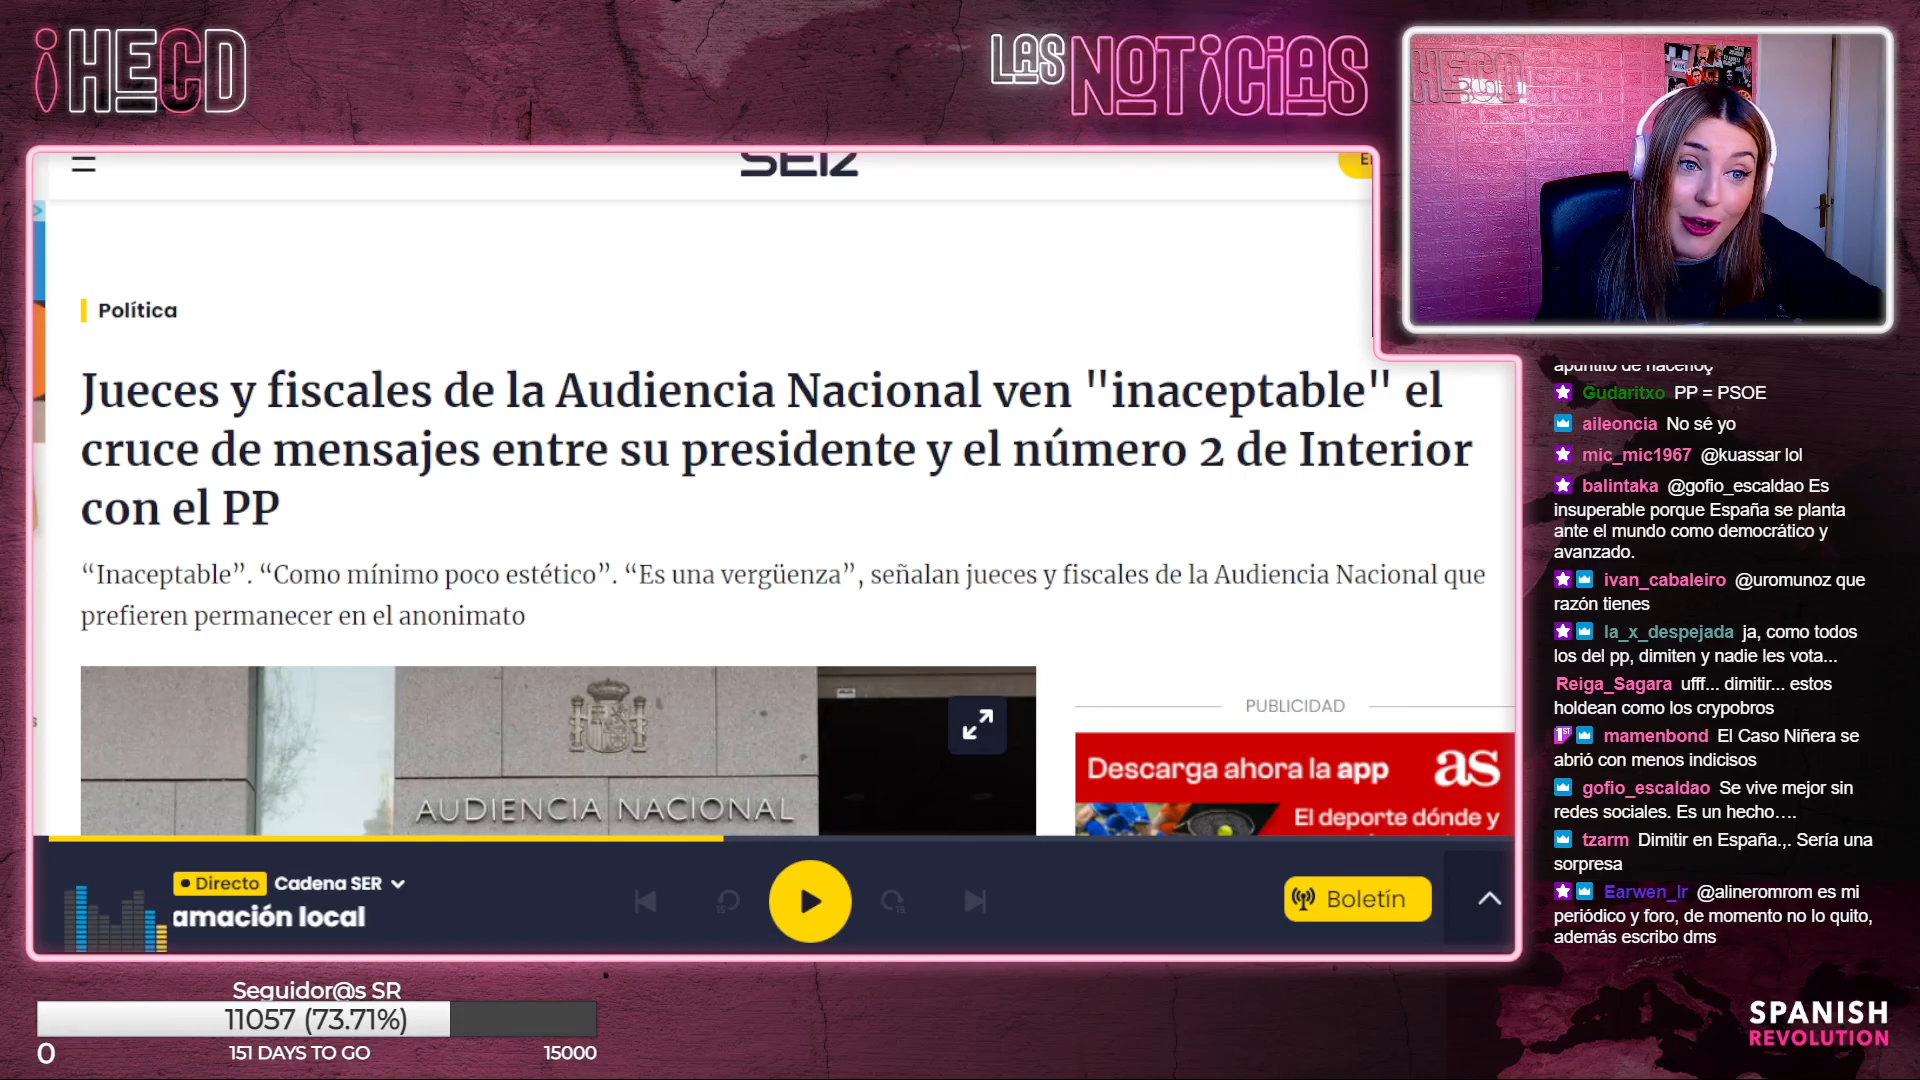 ¡HECD
LAS NOTICIAS
HECD
SER
Política
Jueces y fiscales de la Audiencia Nacional ven "inaceptable" el
cruce de mensajes entre su presidente y el número 2 de Interior
con el PP
“Inaceptable”. “Como mínimo poco estético”. “Es una vergüenza”, señalan jueces y fiscales de la Audiencia Nacional que
prefieren permanecer en el anonimato
AUDIENCIA NACIONAL
PUBLICIDAD
Descarga ahora la app as
El deporte dónde y
Directo Cadena SER
amación local
15
15
Boletín
Gudaritxo PP = PSOE
aileoncia No sé yo
mic_mic1967 @kuassar lol
balintaka @gofio_escaldao Es
insuperable porque España se planta
ante el mundo como democrático y
avanzado.
ivan_cabaleiro @uromunoz que
razón tienes
la_x_despejada ja, como todos
los del pp, dimiten y nadie les vota...
Reiga_Sagara ufff... dimitir... estos
holdean como los crypobros
1ST mamenbond El Caso Niñera se
abrió con menos indicisos
gofio_escaldao Se vive mejor sin
redes sociales. Es un hecho….
tzarm Dimitir en España.,. Sería una
sorpresa
Earwen_lr @alineromrom es mi
periódico y foro, de momento no lo quito,
además escribo dms
Seguidor@s SR
11057 (73.71%)
0 151 DAYS TO GO 15000
SPANISH
REVOLUTION